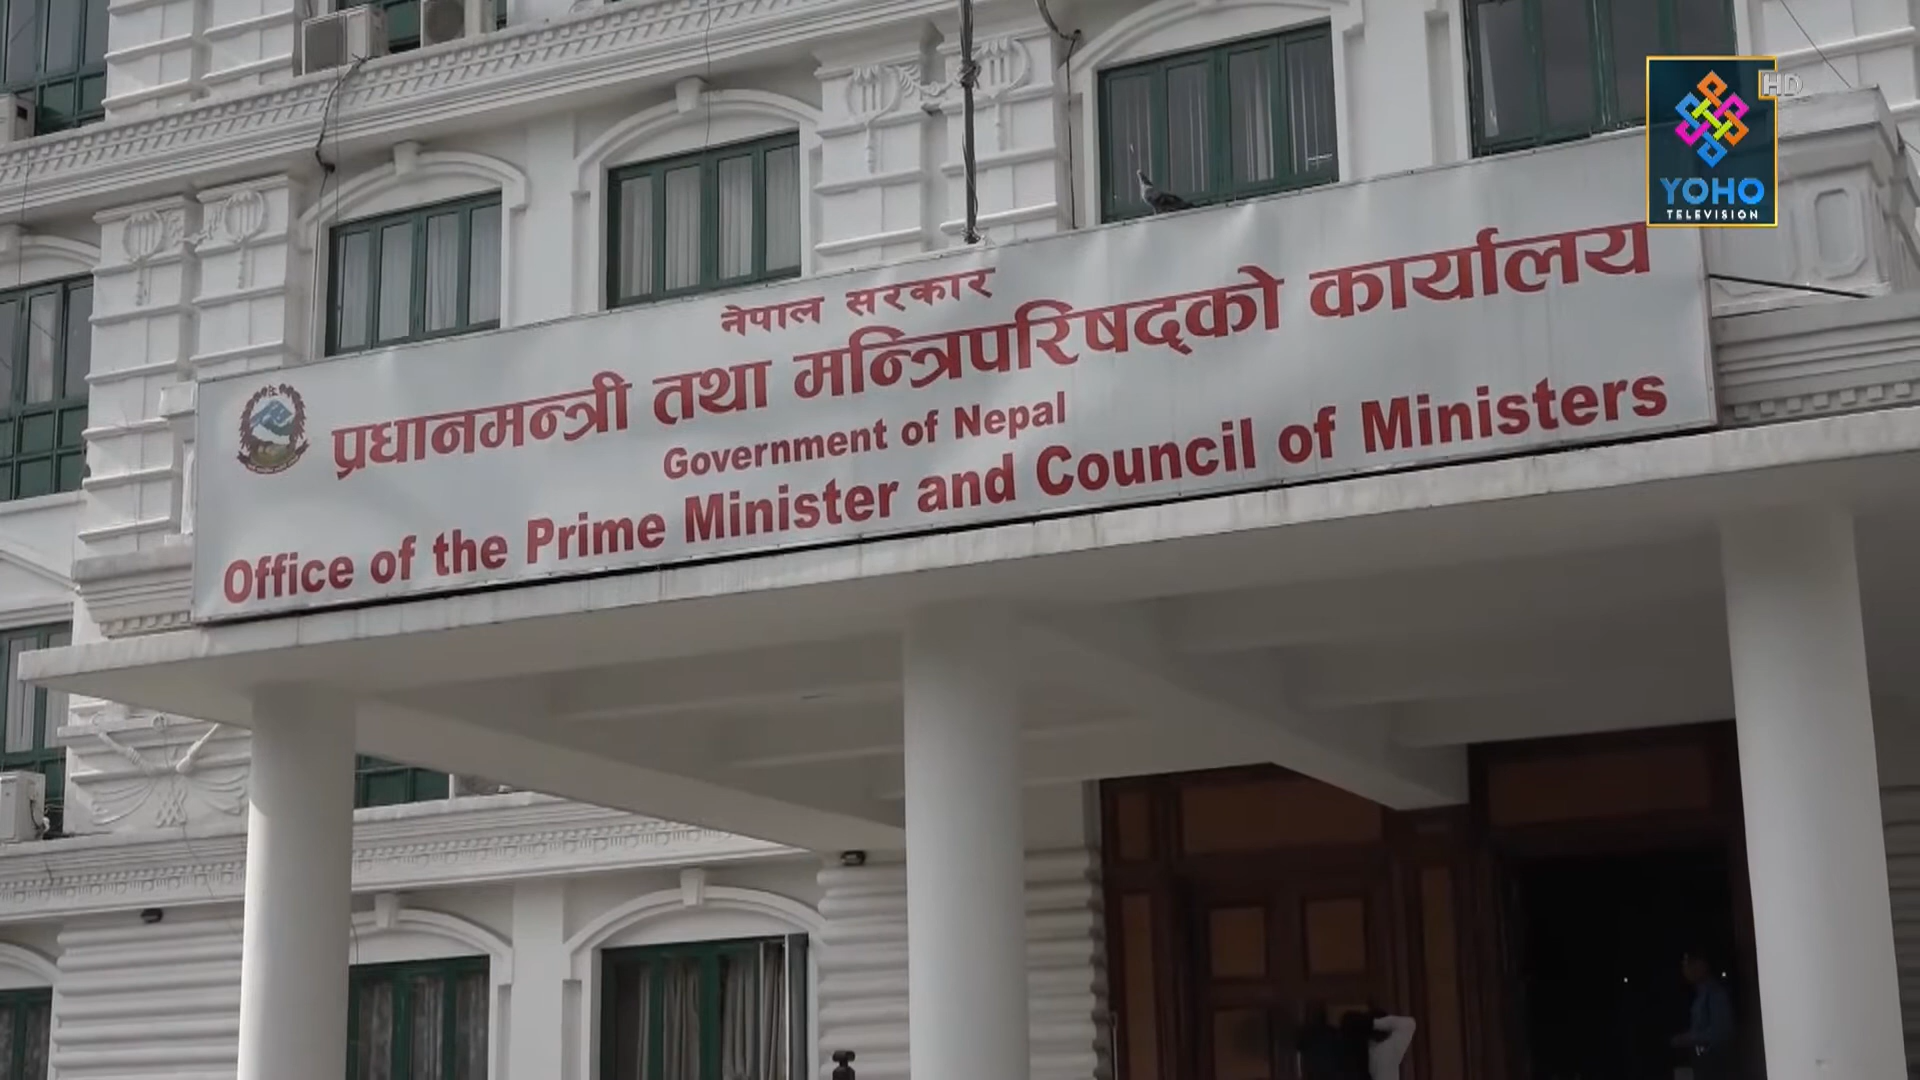 नेपाल सरकार
प्रधानमन्त्री तथा मन्त्रिपरिषद्को कार्यालय
Government of Nepal
Office of the Prime Minister and Council of Ministers
HD
YOHO
TELEVISION